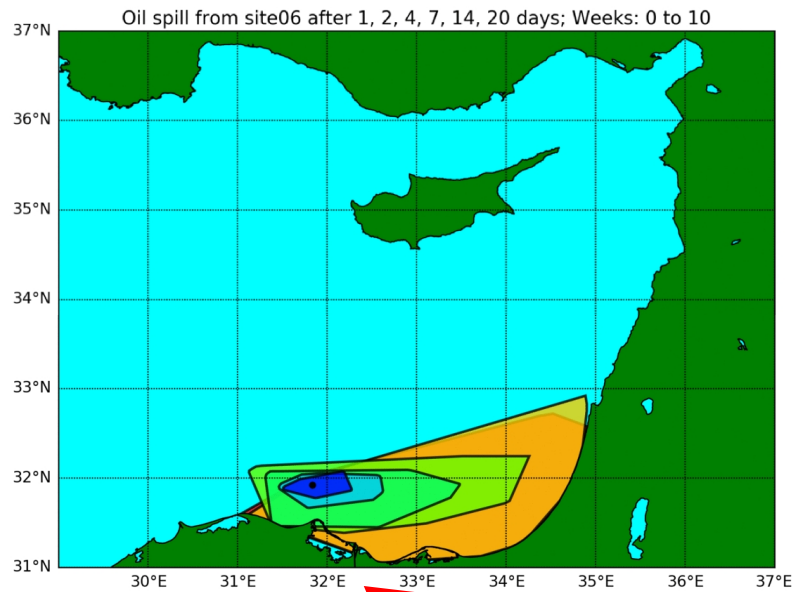 Oil spill from site06 after 1, 2, 4, 7, 14, 20 days; Weeks: 0 to 10
37°N
36°N
35°N
34°N
33°N
32°N
31°N
30°E 31°E 32°E 33°E 34°E 35°E 36°E 37°E